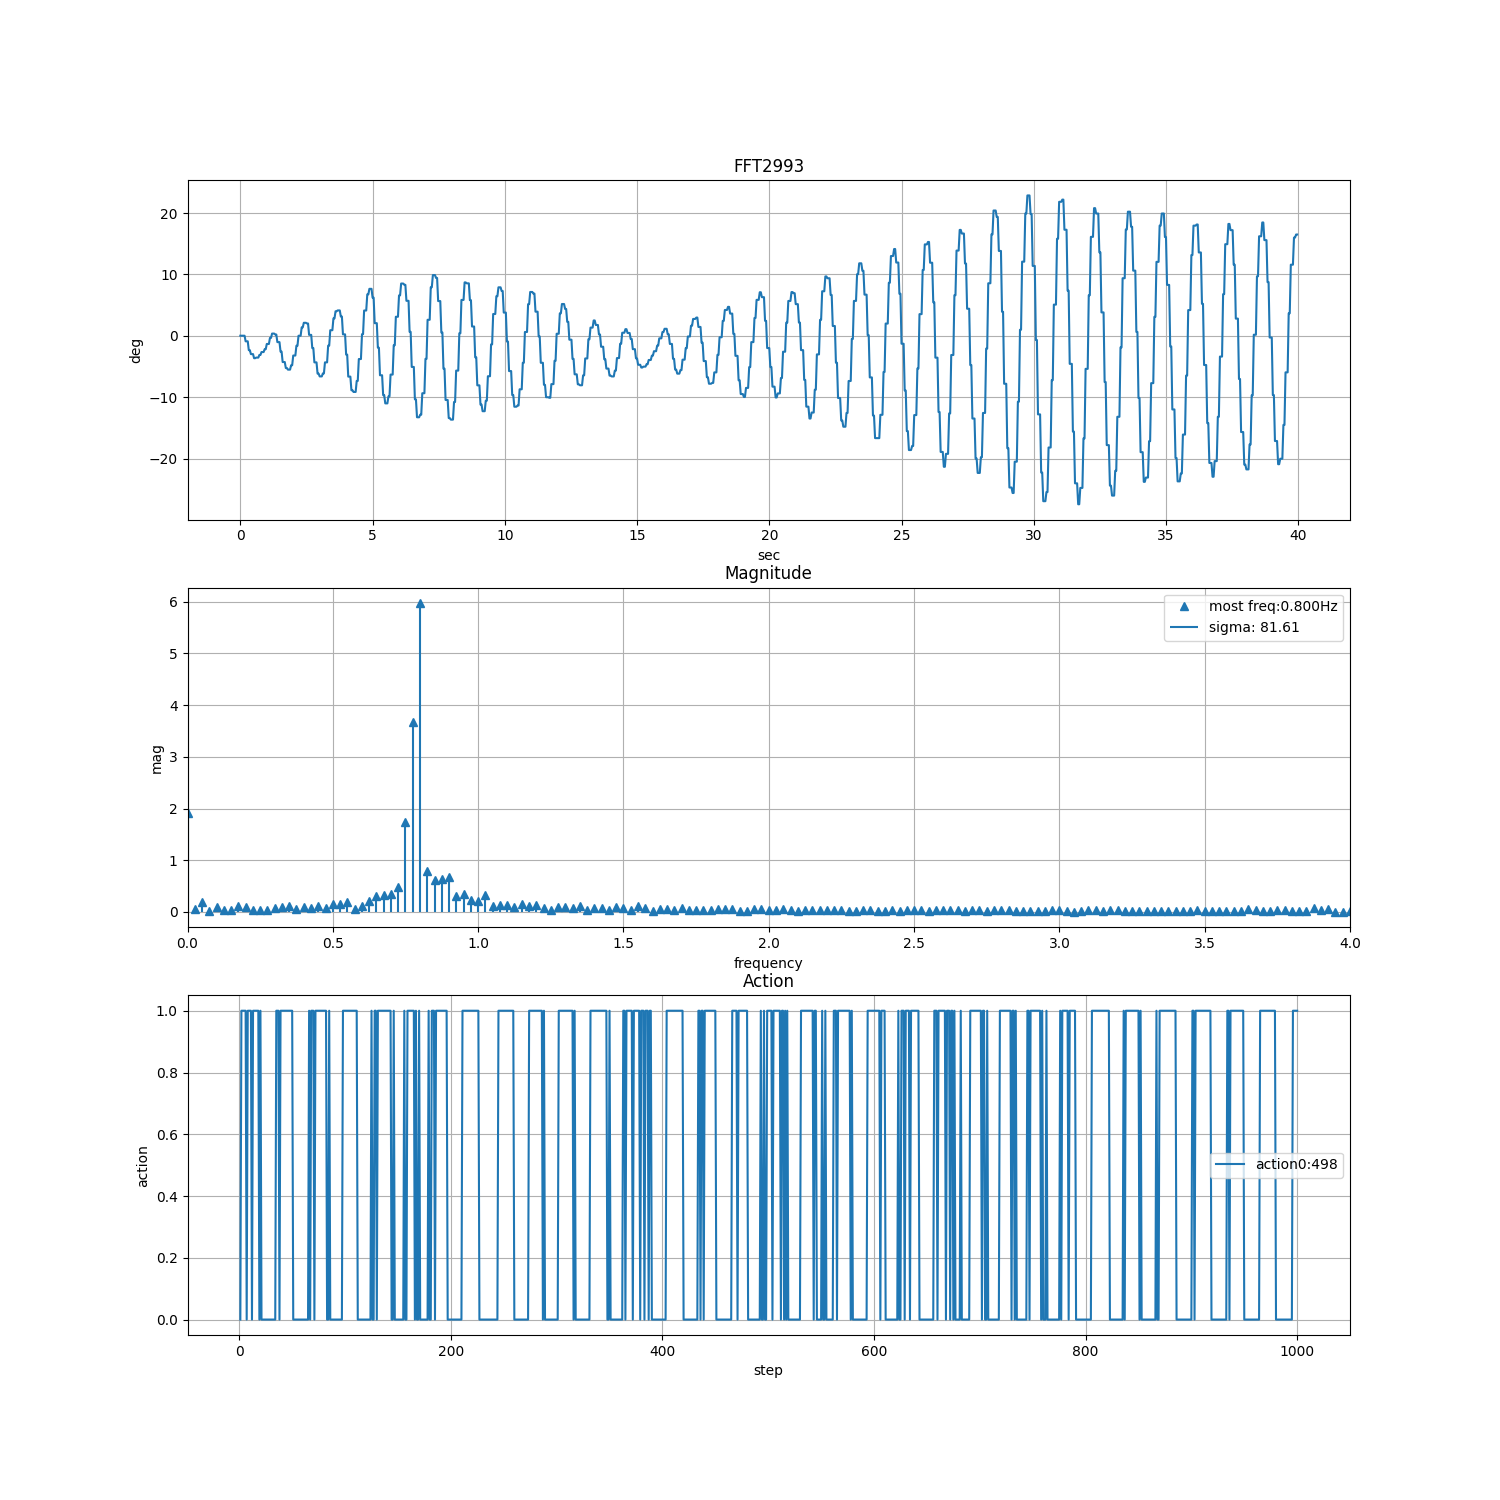 FFT2993
20
10
0
−10
−20
deg
0 5 10 15 20 25 30 35 40
sec
Magnitude
6
5
4
3
2
1
0
mag
most freq:0.800Hz
sigma: 81.61
0.0 0.5 1.0 1.5 2.0 2.5 3.0 3.5 4.0
frequency
Action
1.0
0.8
0.6
0.4
0.2
0.0
action
action0:498
0 200 400 600 800 1000
step